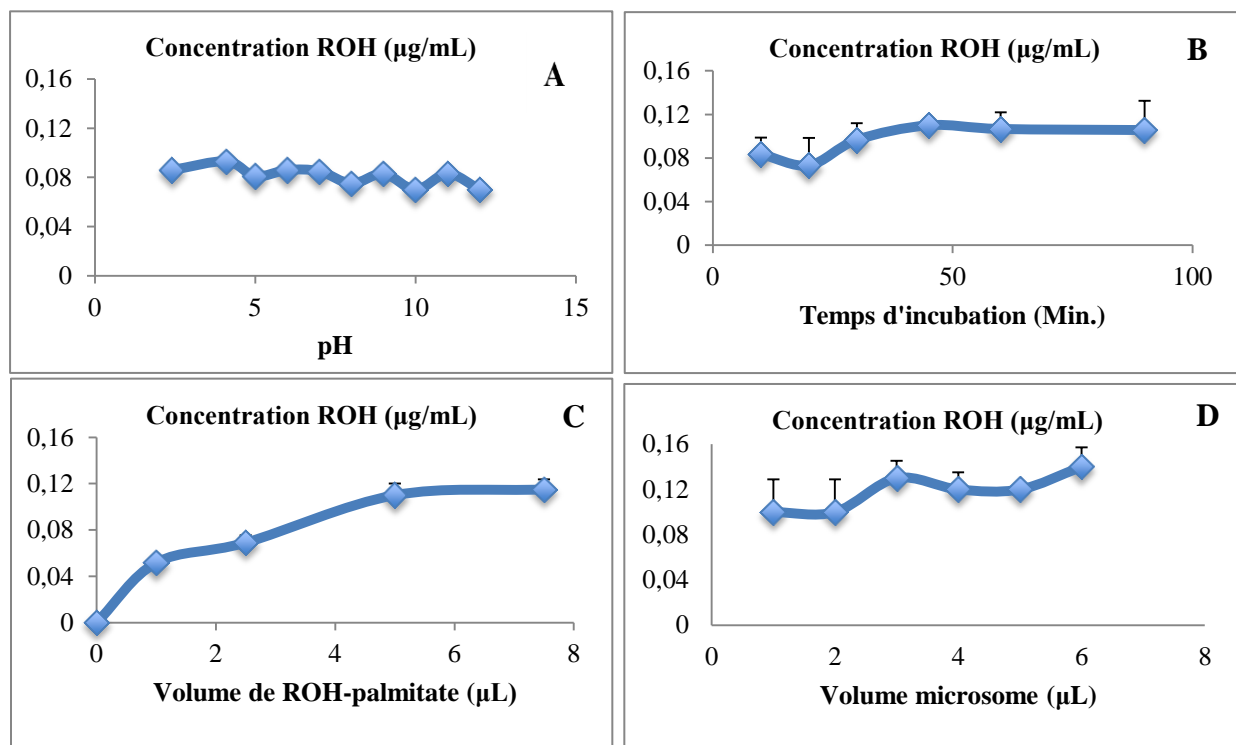 Concentration ROH (µg/mL)
A
0,16
0,12
0,08
0,04
0
0 5 10 15
pH
Concentration ROH (µg/mL)
B
0,16
0,12
0,08
0,04
0
0 50 100
Temps d'incubation (Min.)
Concentration ROH (µg/mL)
C
0,16
0,12
0,08
0,04
0
0 2 4 6 8
Volume de ROH-palmitate (µL)
Concentration ROH (µg/mL)
D
0,16
0,12
0,08
0,04
0
0 2 4 6 8
Volume microsome (µL)